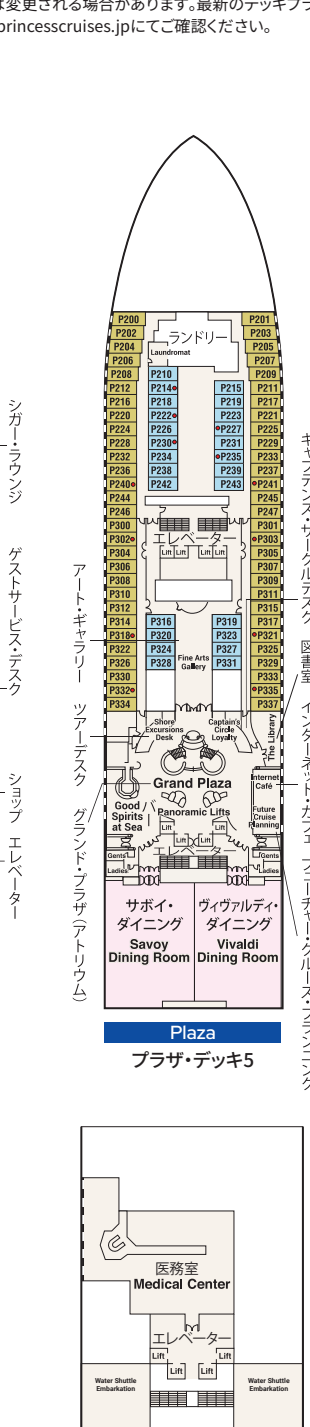 は変更される場合があります。最新のデッキプラ
princesscruises.jpにてご確認ください。
P200 P201
P202 P203
P204 P205
P206 P207
P208 P209
ランドリー
Laundromat
P210
P212 P214 P215 P211
P216 P218 P219 P217
P220 P222 P223 P221
P224 P226 P227 P225
P228 P230 P231 P229
P232 P234 P235 P233
P236 P238 P239 P237
P240 P242 P243 P241
P244 P245
P246 P247
P300 P301
P302 P303
エレベーター
Lift Lift Lift Lift
P304 P305
P306 P307
P308 P309
P310 P311
P312 P315
P314 P316 P319 P317
P318 P320 P323 P321
P322 P324 P327 P325
P326 P328 P331 P329
P330 P333
P332 P335
P334 P337
Fine Arts
Gallery
Shore
Excursions
Desk
Captain's
Circle
Loyalty
The Library
Grand Plaza
Internet
Café
Good
Spirits
at Sea
Panoramic Lifts
Future
Cruise
Planning
Lift Lift Lift Lift
エレベーター
Gents Gents
Ladies Ladies
サボイ・
ダイニング
Savoy
Dining Room
ヴィヴァルディ・
ダイニング
Vivaldi
Dining Room
シガー・ラウンジ
ゲストサービス・デスク
ショップ エレベーター
アート・ギャラリー
ツアーデスク
グランド・プラザ(アトリウム)
キャプテンズ・サークルデスク
図書室
インターネット・カフェ
フューチャー・クルーズ・プランニング
Plaza
プラザ・デッキ5
医務室
Medical Center
エレベーター
Lift Lift
Lift Lift
Water Shuttle
Embarkation
Water Shuttle
Embarkation